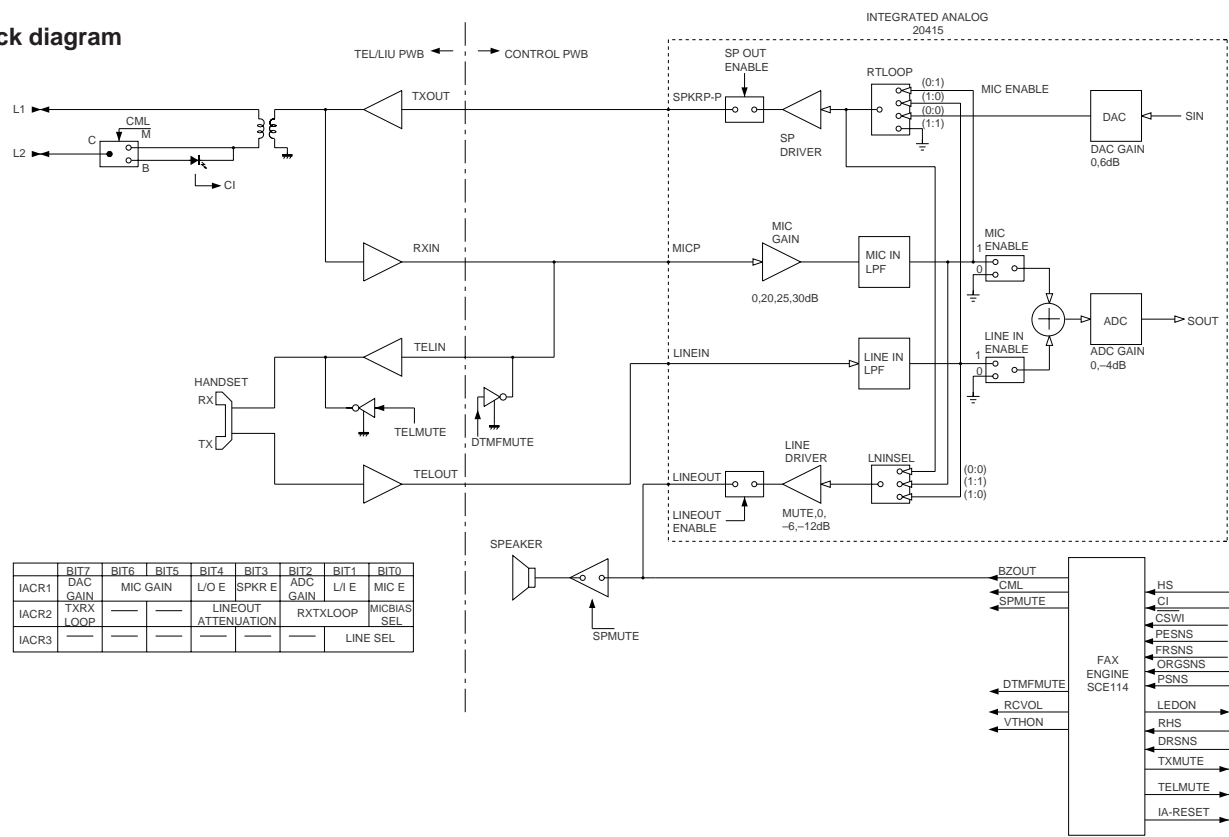 ck diagram
INTEGRATED ANALOG
20415
TEL/LIU PWB
CONTROL PWB
SP OUT
ENABLE
RTLOOP
(0:1)
MIC ENABLE
(1:0)
(0:0)
(1:1)
L1
TXOUT
SPKRP-P
DAC
SIN
DAC GAIN
0,6dB
CML
M
C
L2
B
CI
SP
DRIVER
RXIN
MICP
MIC
GAIN
0,20,25,30dB
MIC IN
LPF
1
MIC
ENABLE
0
ADC
SOUT
ADC GAIN
0,–4dB
TELIN
LINEIN
LINE IN
LPF
LINE IN
ENABLE
1
0
HANDSET
RX
TX
TELMUTE
DTMFMUTE
TELOUT
LINEOUT
LINE
DRIVER
LNINSEL
(0:0)
(1:1)
(1:0)
LINEOUT
ENABLE
MUTE,0,
–6,–12dB
SPEAKER
SPMUTE
BIT7 BIT6 BIT5 BIT4 BIT3 BIT2 BIT1 BIT0
IACR1 DAC GAIN MIC GAIN L/O E SPKR E ADC GAIN L/I E MIC E
IACR2 TXRX LOOP — — LINEOUT ATTENUATION RXTXLOOP MICBIAS SEL
IACR3 — — — — — — LINE SEL
BZOUT
CML
SPMUTE
DTMFMUTE
RCVOL
VTHON
FAX
ENGINE
SCE114
HS
CI
CSWI
PESNS
FRSNS
ORGSNS
PSNS
LEDON
RHS
DRSNS
TXMUTE
TELMUTE
IA-RESET